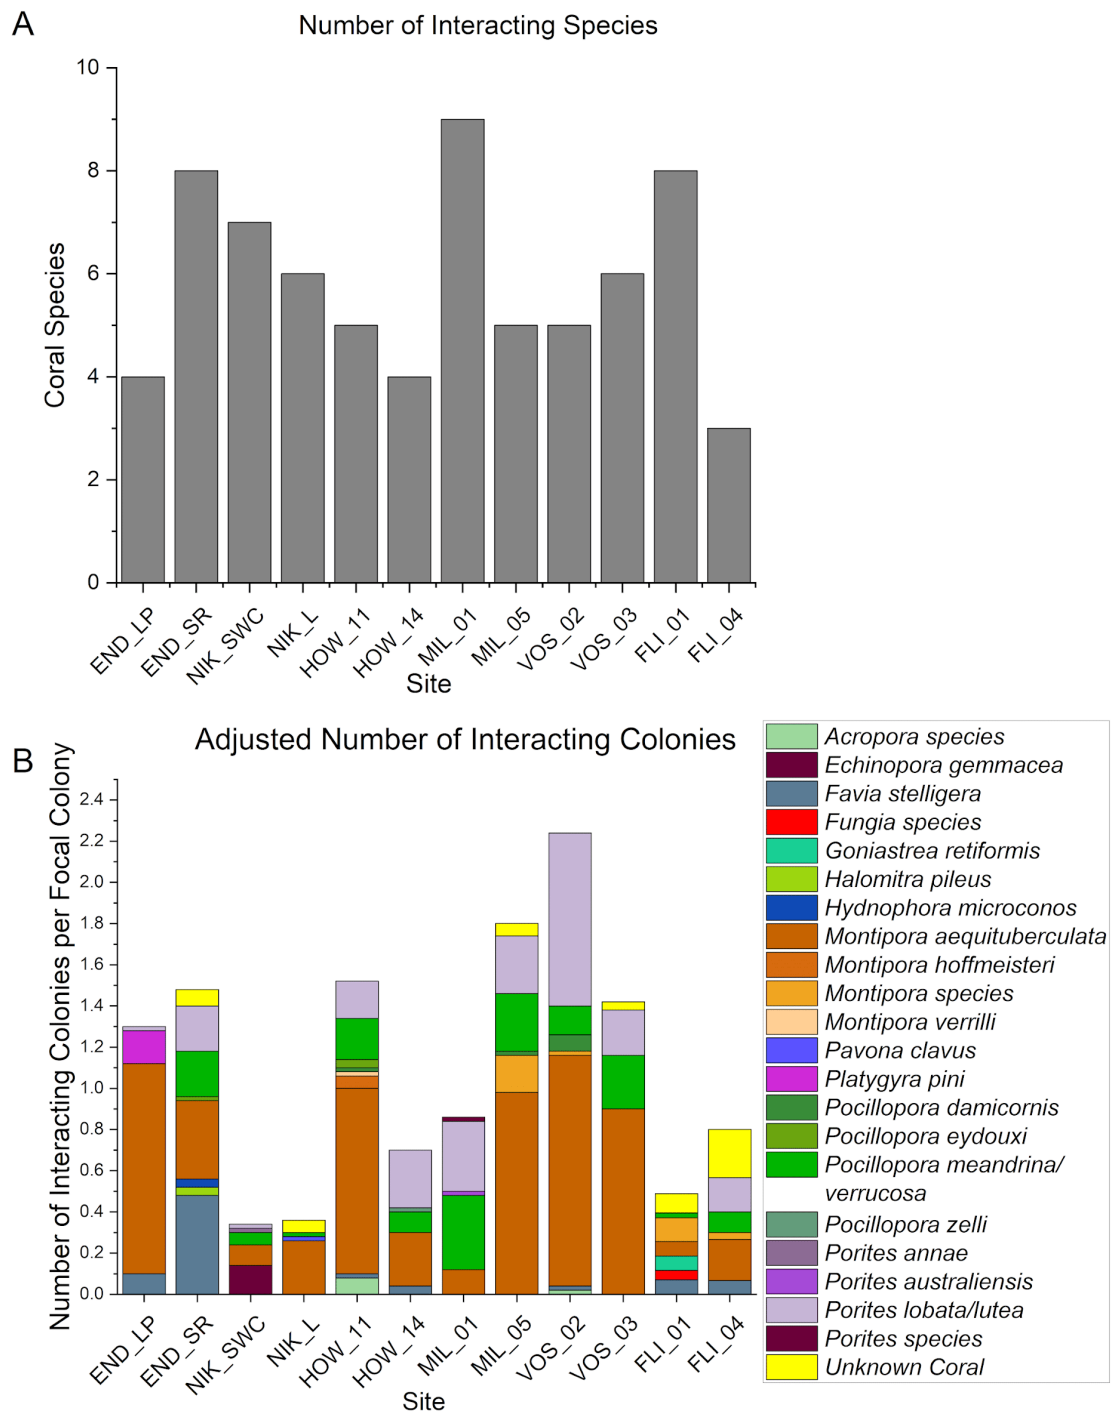 A
Number of Interacting Species
Coral Species
10
8
6
4
2
0
END_LP
END_SR
NIK_SWC
NIK_L
HOW_11
HOW_14
MIL_01
MIL_05
VOS_02
VOS_03
FLI_01
FLI_04
Site
B
Adjusted Number of Interacting Colonies
Number of Interacting Colonies per Focal Colony
2.4
2.2
2.0
1.8
1.6
1.4
1.2
1.0
0.8
0.6
0.4
0.2
0.0
END_LP
END_SR
NIK_SWC
NIK_L
HOW_11
HOW_14
MIL_01
MIL_05
VOS_02
VOS_03
FLI_01
FLI_04
Site
Acropora species
Echinopora gemmacea
Favia stelligera
Fungia species
Goniastrea retiformis
Halomitra pileus
Hydnophora microconos
Montipora aequituberculata
Montipora hoffmeisteri
Montipora species
Montipora verrilli
Pavona clavus
Platygyra pini
Pocillopora damicornis
Pocillopora eydouxi
Pocillopora meandrina/
verrucosa
Pocillopora zelli
Porites annae
Porites australiensis
Porites lobata/lutea
Porites species
Unknown Coral